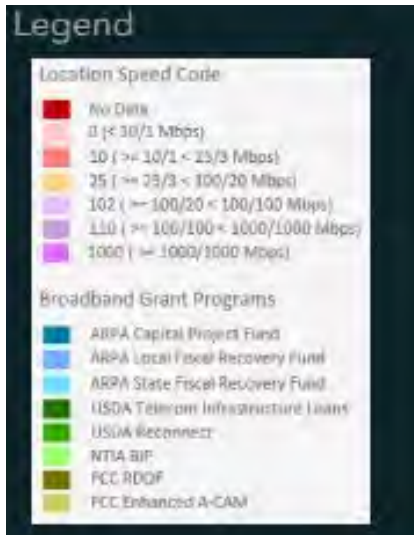 Legend
Location Speed Code
No Data
0 (< 10/1 Mbps)
10 ( >= 10/1 < 25/3 Mbps)
25 ( >= 25/3 < 100/20 Mbps)
102 ( >= 100/20 < 100/100 Mbps)
110 ( >= 100/100 < 1000/1000 Mbps)
1000 ( >= 1000/1000 Mbps)
Broadband Grant Programs
ARPA Capital Project Fund
ARPA Local Fiscal Recovery Fund
ARPA State Fiscal Recovery Fund
USDA Telecom Infrastructure Loans
USDA Reconnect
NTIA BIP
FCC RDOF
FCC Enhanced A-CAM